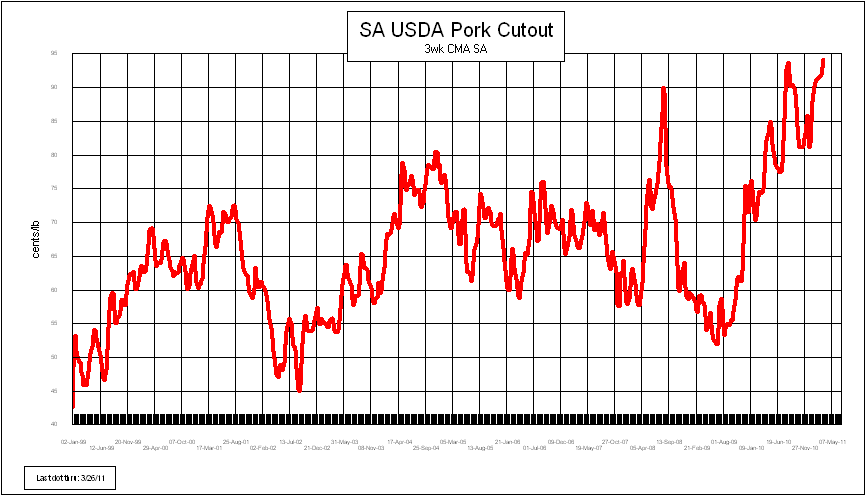 SA USDA Pork Cutout
3wk CMA SA
95
90
85
80
75
70
65
60
55
50
45
40
cents/lb
02-Jan-99
12-Jun-99
20-Nov-99
29-Apr-00
07-Oct-00
17-Mar-01
25-Aug-01
02-Feb-02
13-Jul-02
21-Dec-02
31-May-03
08-Nov-03
17-Apr-04
25-Sep-04
05-Mar-05
13-Aug-05
21-Jan-06
01-Jul-06
09-Dec-06
19-May-07
27-Oct-07
05-Apr-08
13-Sep-08
21-Feb-09
01-Aug-09
09-Jan-10
19-Jun-10
27-Nov-10
07-May-11
Last dot thru: 3/26/11